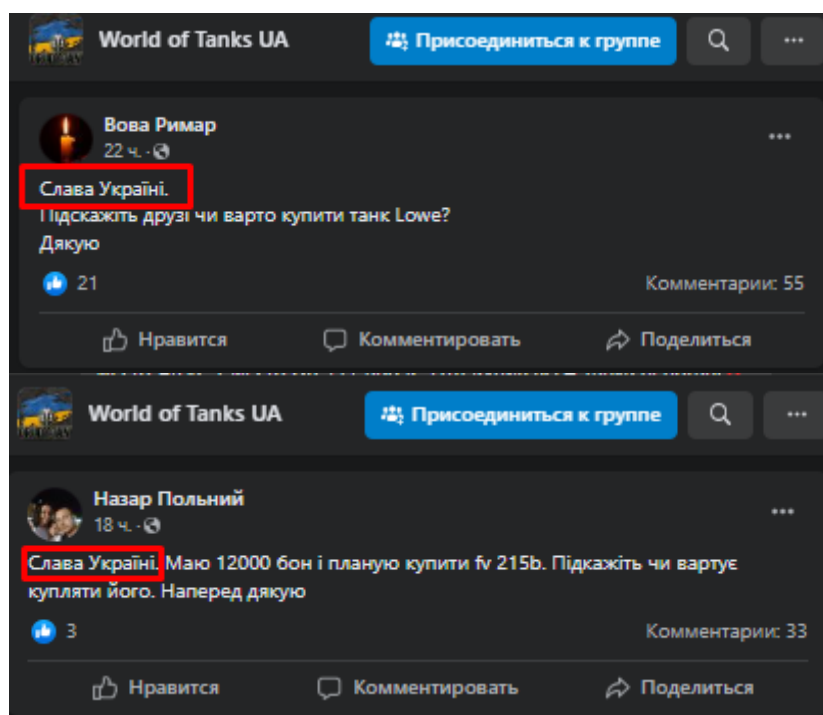 World of Tanks UA
Присоединиться к группе
Вова Римар
22 ч. ·
Слава Україні.
Підскажіть друзі чи варто купити танк Lowe?
Дякую
21
Комментарии: 55
Нравится
Комментировать
Поделиться
World of Tanks UA
Присоединиться к группе
Назар Польний
18 ч. ·
Слава Україні. Маю 12000 бон і планую купити fv 215b. Підкажіть чи вартує
купляти його. Наперед дякую
3
Комментарии: 33
Нравится
Комментировать
Поделиться